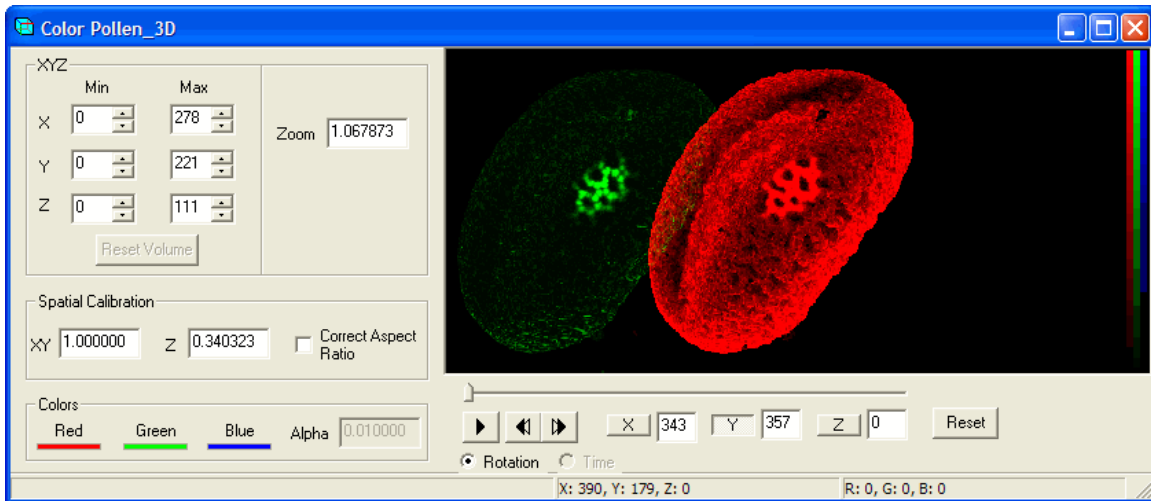 Color Pollen_3D
XYZ
Min Max
X 0 278
Zoom 1.067873
Y 0 221
Z 0 111
Reset Volume
Spatial Calibration
XY 1.000000 Z 0.340323 Correct Aspect
Ratio
Colors
Red Green Blue Alpha 0.010000
X 343 Y 357 Z 0 Reset
Rotation Time
X: 390, Y: 179, Z: 0 R: 0, G: 0, B: 0